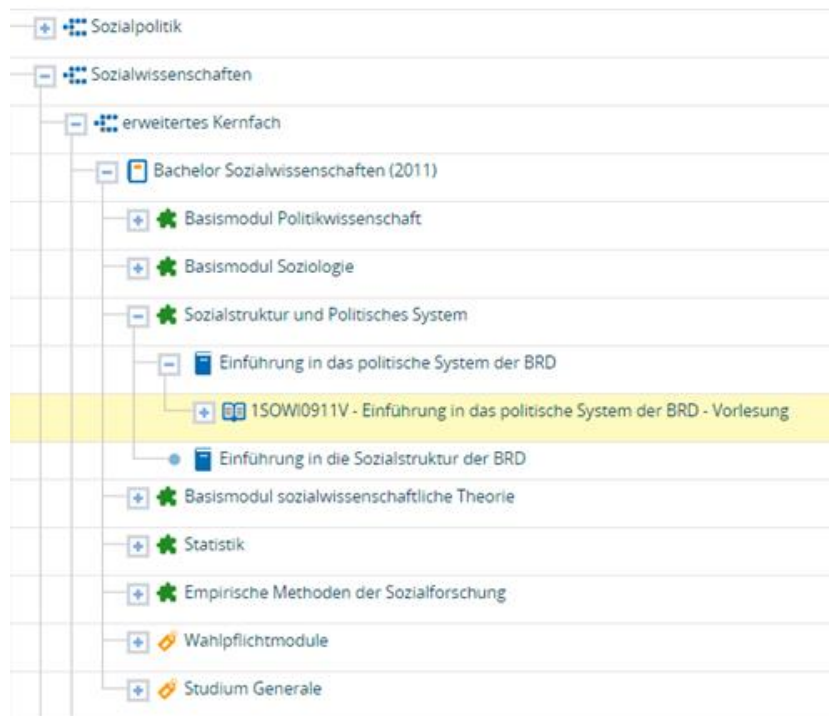 Sozialpolitik
Sozialwissenschaften
erweitertes Kernfach
Bachelor Sozialwissenschaften (2011)
Basismodul Politikwissenschaft
Basismodul Soziologie
Sozialstruktur und Politisches System
Einführung in das politische System der BRD
1SOWI0911V - Einführung in das politische System der BRD - Vorlesung
Einführung in die Sozialstruktur der BRD
Basismodul sozialwissenschaftliche Theorie
Statistik
Empirische Methoden der Sozialforschung
Wahlpflichtmodule
Studium Generale